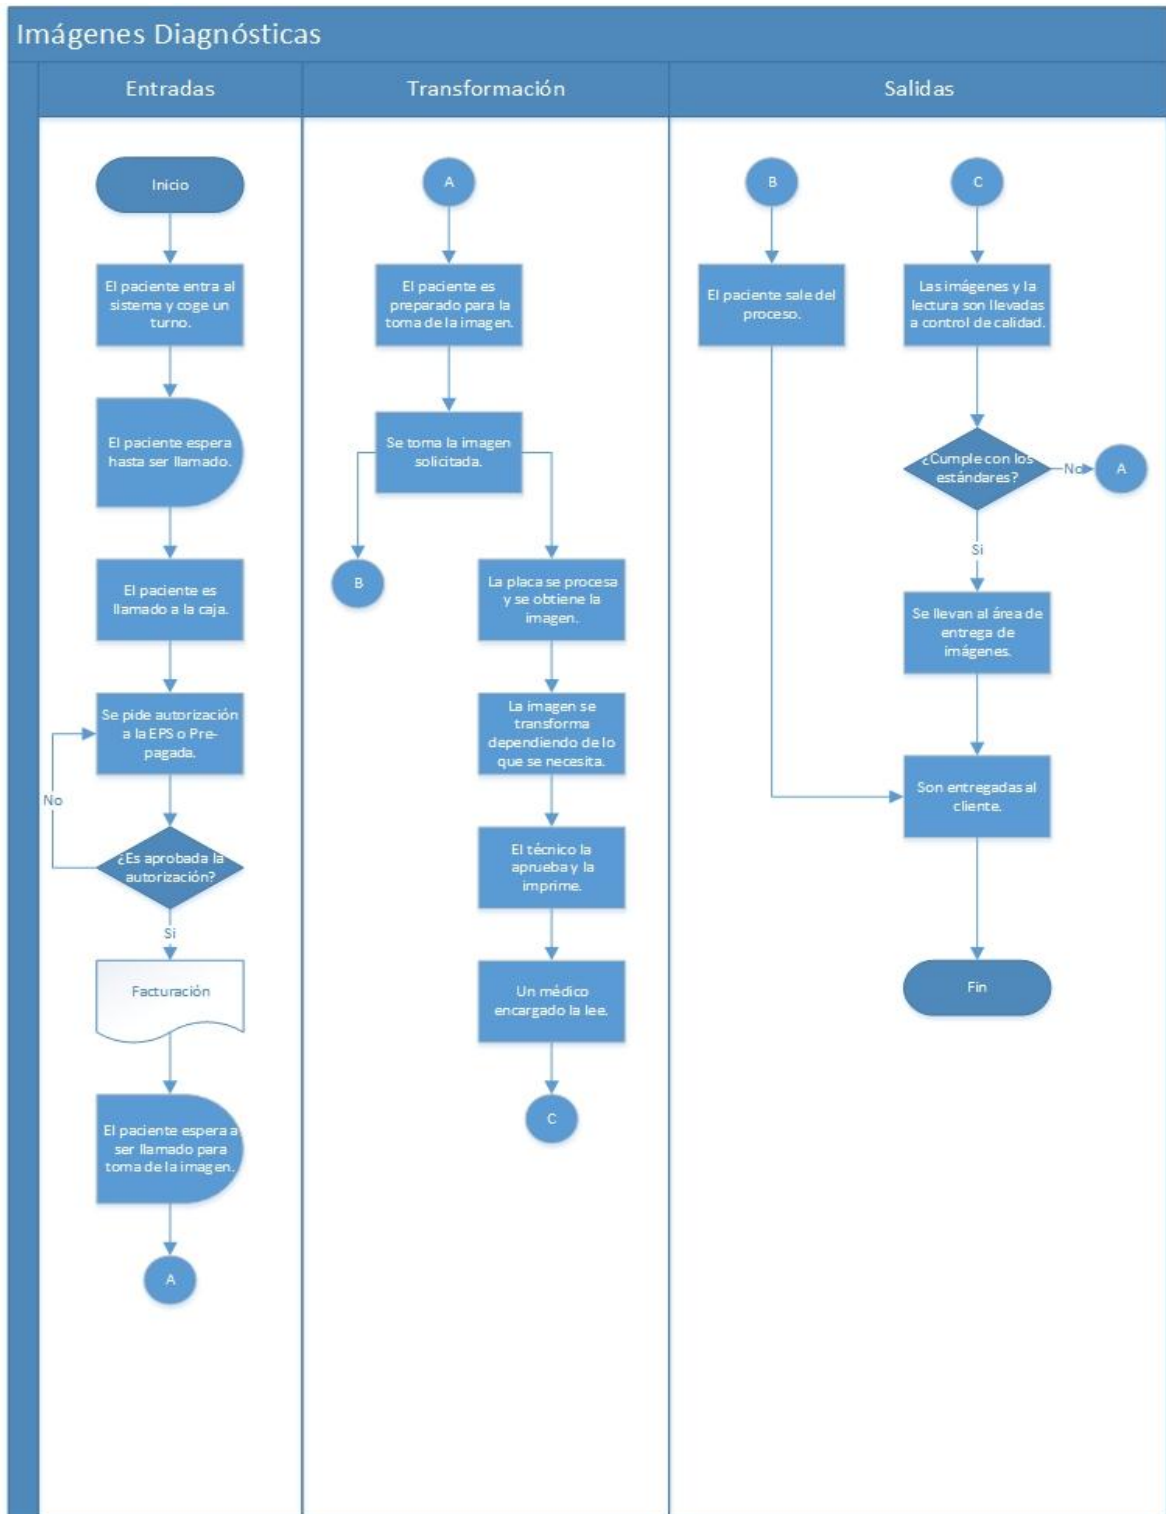 Imágenes Diagnósticas
Entradas
Transformación
Salidas
Inicio
El paciente entra al
sistema y coge un
turno.
El paciente espera
hasta ser llamado.
El paciente es
llamado a la caja.
Se pide autorización
a la EPS o Pre-
pagada.
No
¿Es aprobada la
autorización?
Si
Facturación
El paciente espera a
ser llamado para
toma de la imagen.
A
A
El paciente es
preparado para la
toma de la imagen.
Se toma la imagen
solicitada.
B
La placa se procesa
y se obtiene la
imagen.
La imagen se
transforma
dependiendo de lo
que se necesita.
El técnico la
aprueba y la
imprime.
Un médico
encargado la lee.
C
B
El paciente sale del
proceso.
C
Las imágenes y la
lectura son llevadas
a control de calidad.
¿Cumple con los
estándares?
No
A
Si
Se llevan al área de
entrega de
imágenes.
Son entregadas al
cliente.
Fin